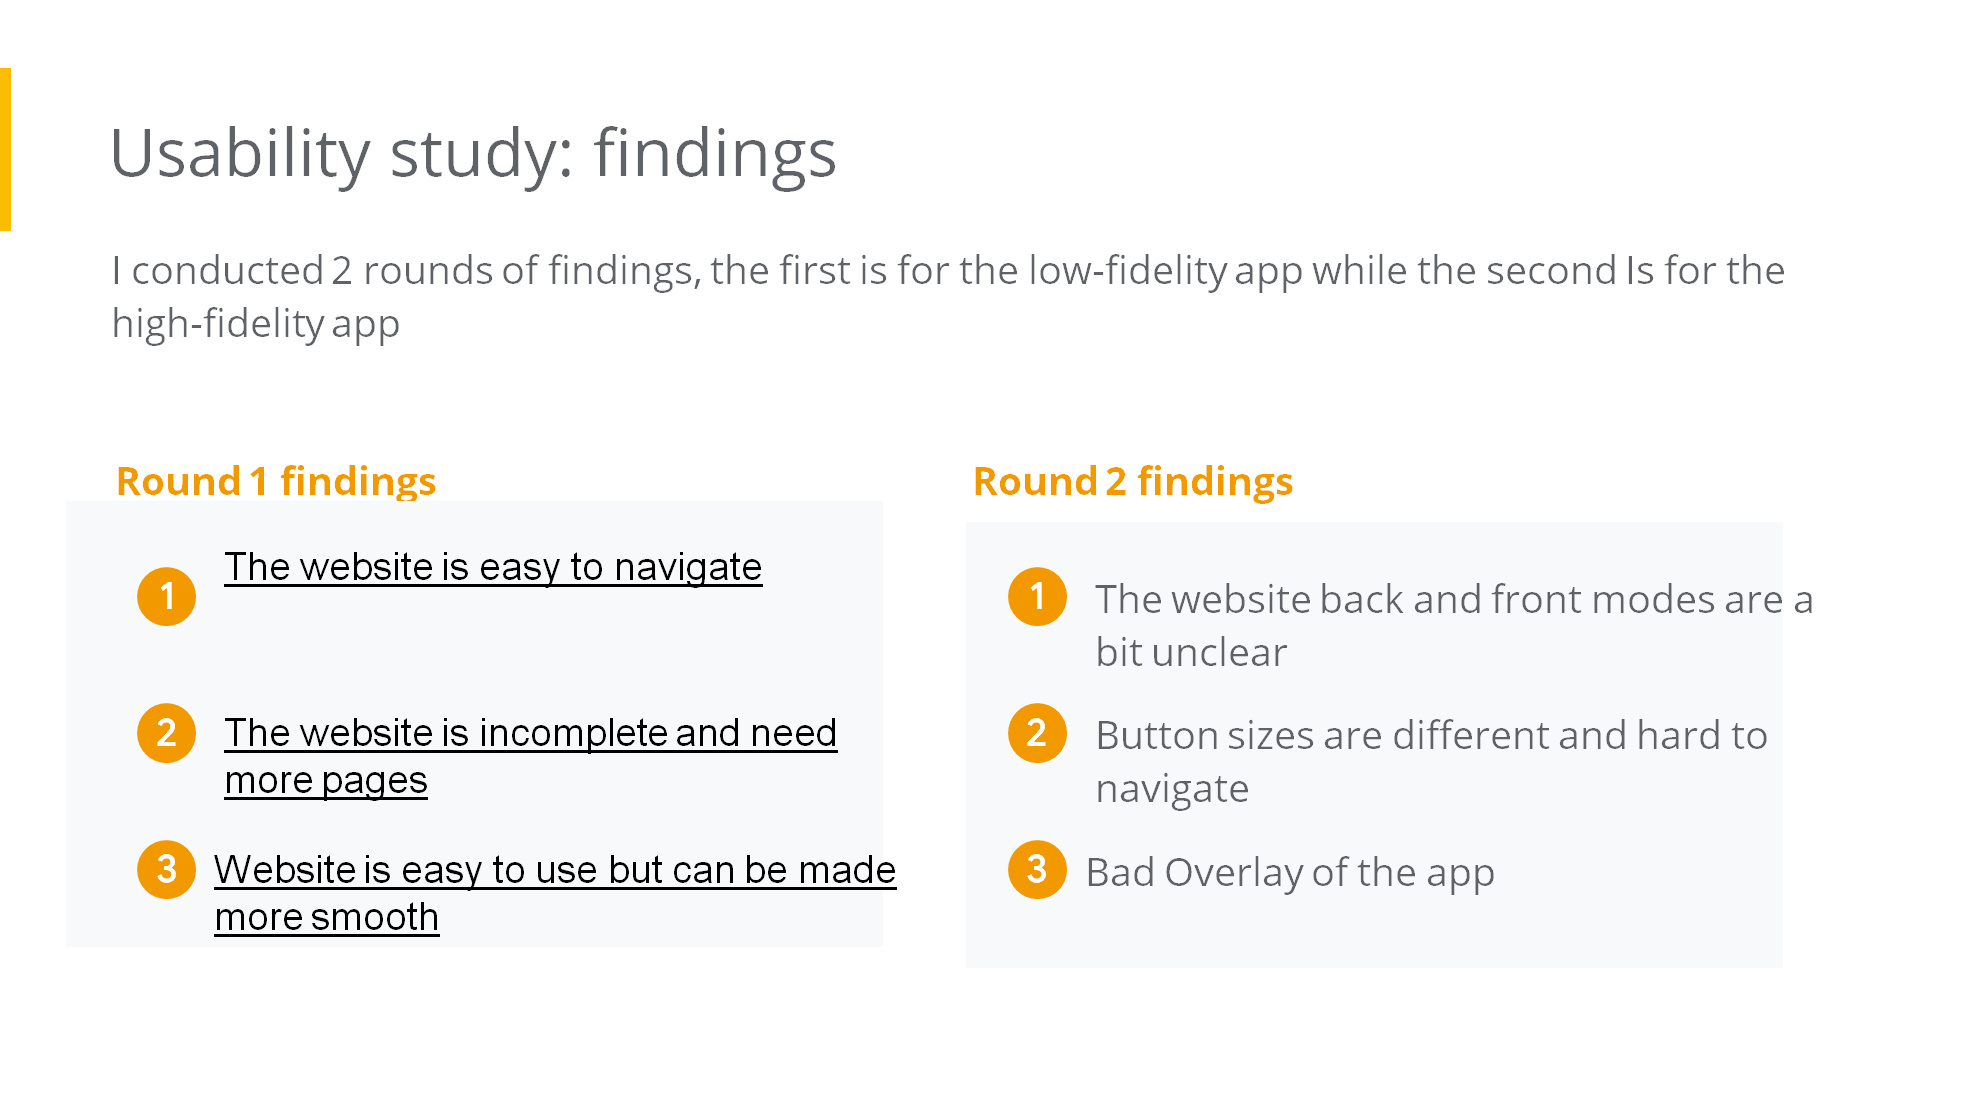 Usability study: findings
I conducted 2 rounds of findings, the first is for the low-fidelity app while the second Is for the
high-fidelity app
Round 1 findings
1
The website is easy to navigate
2
The website is incomplete and need
more pages
3
Website is easy to use but can be made
more smooth
Round 2 findings
1
The website back and front modes are a
bit unclear
2
Button sizes are different and hard to
navigate
3
Bad Overlay of the app